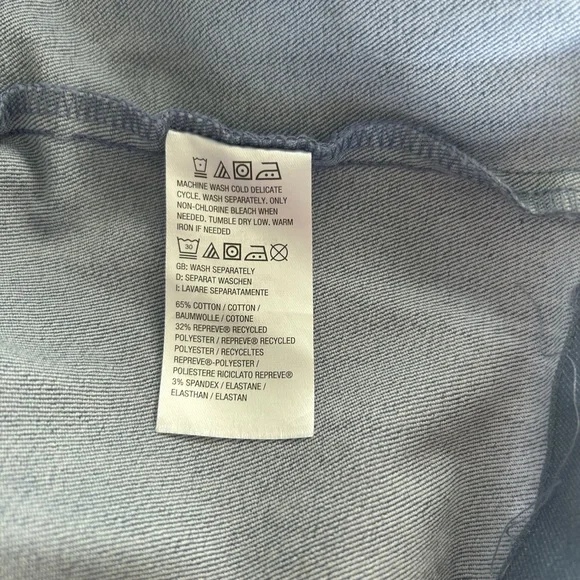 MACHINE WASH COLD DELICATE
CYCLE, WASH SEPARATELY, ONLY
NON-CHLORINE BLEACH WHEN
NEEDED, TUMBLE DRY LOW, WARM
IRON IF NEEDED
30
GB: WASH SEPARATELY
D: SEPARAT WASCHEN
I: LAVARE SEPARATAMENTE
65% COTTON / COTTON /
BAUMWOLLE / COTONE
32% REPREVE® RECYCLED
POLYESTER / REPREVE® RECYCLED
POLYESTER / RECYCELTES
REPREVE®-POLYESTER /
POLIESTERE RICICLATO REPREVE®
3% SPANDEX / ELASTANE /
ELASTHAN / ELASTAN